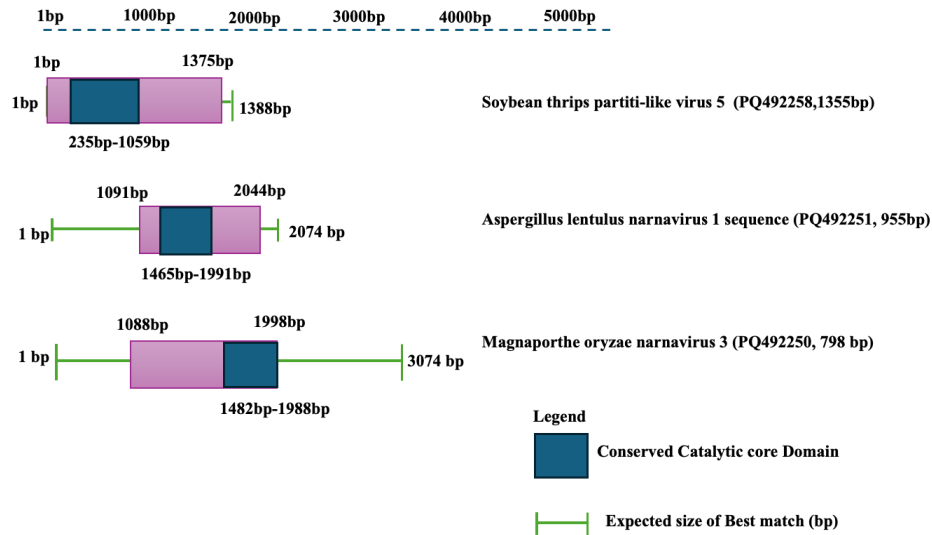 1bp 1000bp 2000bp 3000bp 4000bp 5000bp
1bp 1375bp
1bp 1388bp Soybean thrips partiti-like virus 5 (PQ492258,1355bp)
235bp-1059bp
1091bp 2044bp
1 bp 2074 bp Aspergillus lentulus narnavirus 1 sequence (PQ492251, 955bp)
1465bp-1991bp
1088bp 1998bp
1 bp 3074 bp Magnaporthe oryzae narnavirus 3 (PQ492250, 798 bp)
1482bp-1988bp
Legend
Conserved Catalytic core Domain
Expected size of Best match (bp)